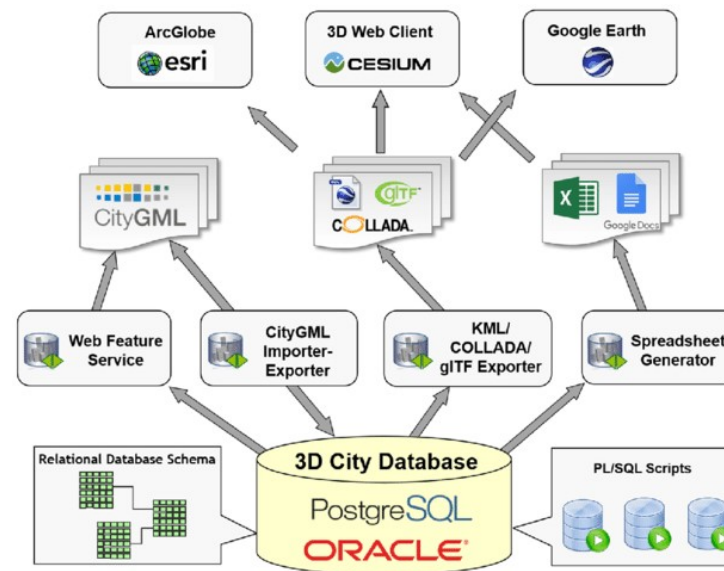 ArcGlobe
esri
3D Web Client
CESIUM
Google Earth
CityGML
glTF
COLLADA
Google Docs
Web Feature
Service
CityGML
Importer-
Exporter
KML/
COLLADA/
glTF Exporter
Spreadsheet
Generator
Relational Database Schema
3D City Database
PostgreSQL
ORACLE
PL/SQL Scripts